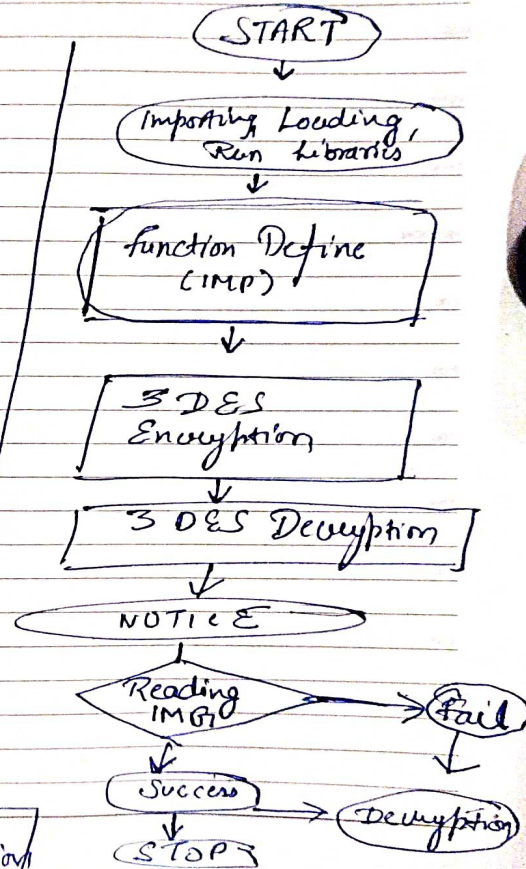 START
Importing, Loading,
Run Libraries
function Define
(IMP)
3 DES
Encryption
3 DES Decryption
NOTICE
Reading
IMG
Fail
Success
Decryption
STOP